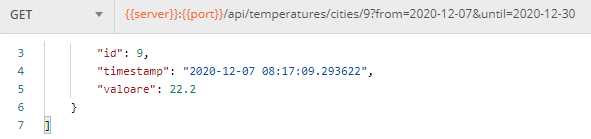 GET {{server}}:{{port}}/api/temperatures/cities/9?from=2020-12-07&until=2020-12-30
3 "id": 9,
4 "timestamp": "2020-12-07 08:17:09.293622",
5 "valoare": 22.2
6 }
7 ]